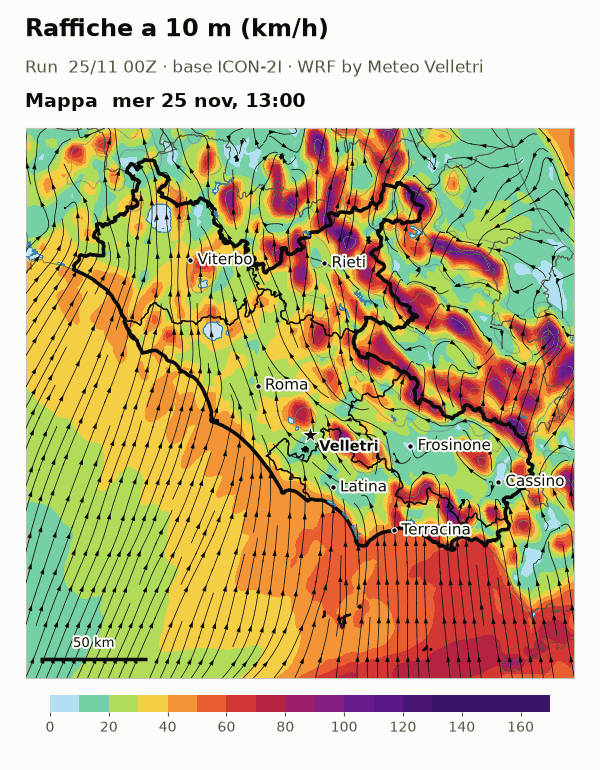 Raffiche a 10 m (km/h)
Run 25/11 00Z · base ICON-2I · WRF by Meteo Velletri
Mappa mer 25 nov, 13:00
Viterbo
Rieti
Roma
Velletri
Frosinone
Latina
Cassino
Terracina
50 km
0 20 40 60 80 100 120 140 160